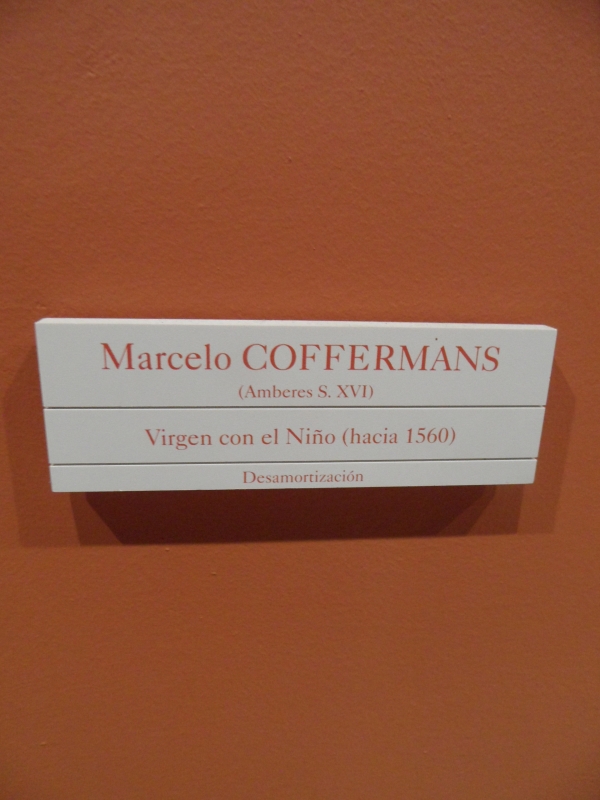 Marcelo COFFERMANS
(Amberes S. XVI)
Virgen con el Niño (hacia 1560)
Desamortización